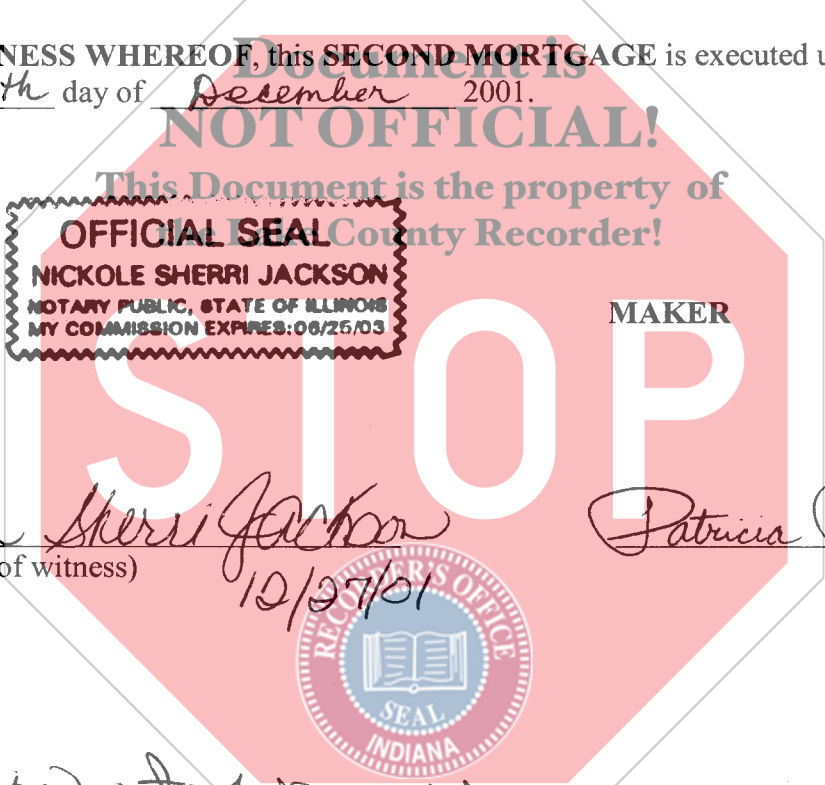 NESS WHEREOF, this SECOND MORTGAGE is executed u
Document is
th day of December 2001.
NOT OFFICIAL!
This Document is the property of
the Lake County Recorder!
OFFICIAL SEAL
NICKOLE SHERRI JACKSON
NOTARY PUBLIC, STATE OF ILLINOIS
MY COMMISSION EXPIRES:06/25/03
MAKER
STOP
Sherri Jackson
Patricia
of witness)
12/27/01
RECORDER'S OFFICE
SEAL
INDIANA